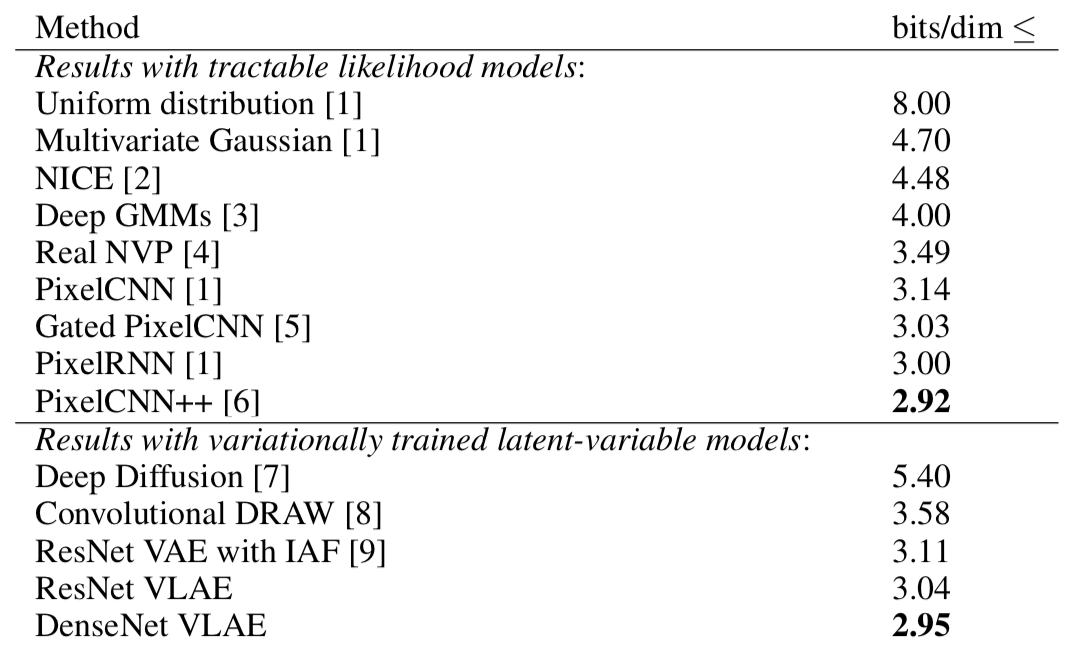 Method bits/dim ≤
Results with tractable likelihood models:
Uniform distribution [1] 8.00
Multivariate Gaussian [1] 4.70
NICE [2] 4.48
Deep GMMs [3] 4.00
Real NVP [4] 3.49
PixelCNN [1] 3.14
Gated PixelCNN [5] 3.03
PixelRNN [1] 3.00
PixelCNN++ [6] 2.92
Results with variationally trained latent-variable models:
Deep Diffusion [7] 5.40
Convolutional DRAW [8] 3.58
ResNet VAE with IAF [9] 3.11
ResNet VLAE 3.04
DenseNet VLAE 2.95